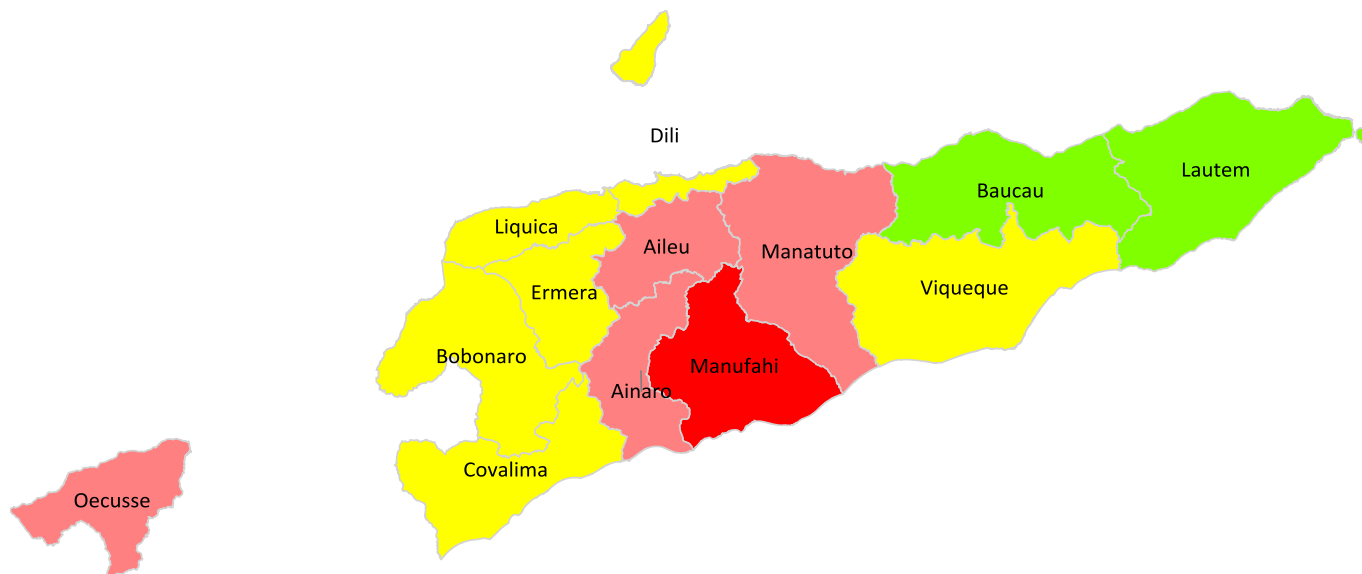 Dili
Lautem
Baucau
Liquica
Aileu
Manatuto
Viqueque
Ermera
Bobonaro
Manufahi
Ainaro
Covalima
Oecusse